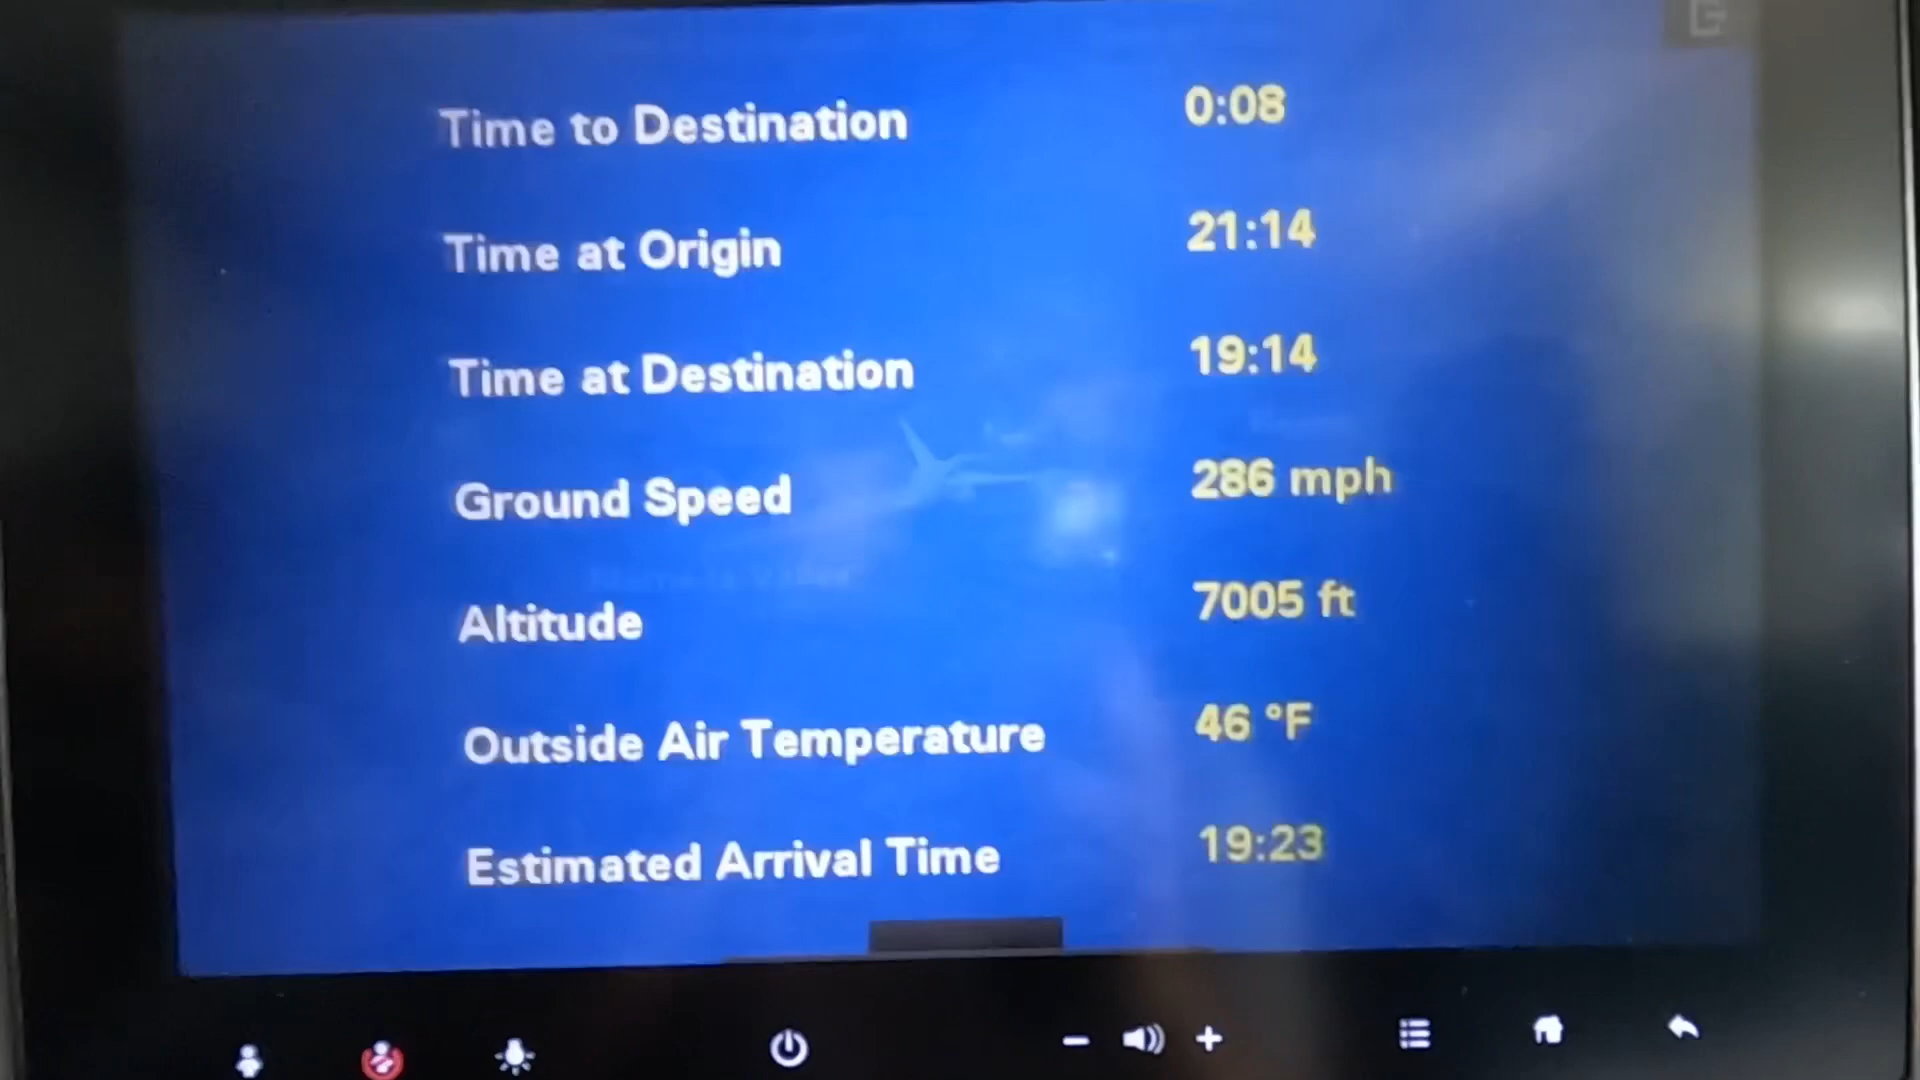 Time to Destination 0:08
Time at Origin 21:14
Time at Destination 19:14
Ground Speed 286 mph
Altitude 7005 ft
Outside Air Temperature 46 °F
Estimated Arrival Time 19:23